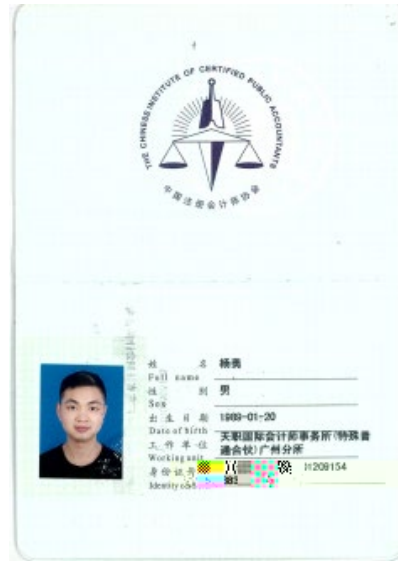 THE CHINESE INSTITUTE OF CERTIFIED PUBLIC ACCOUNTANTS
中国注册会计师协会
姓 名 杨勇
Full name
性 别 男
Sex
出生日期 1989-01-20
Date of birth
工作单位 天职国际会计师事务所(特殊普
Working unit 通合伙)广州分所
身份证号